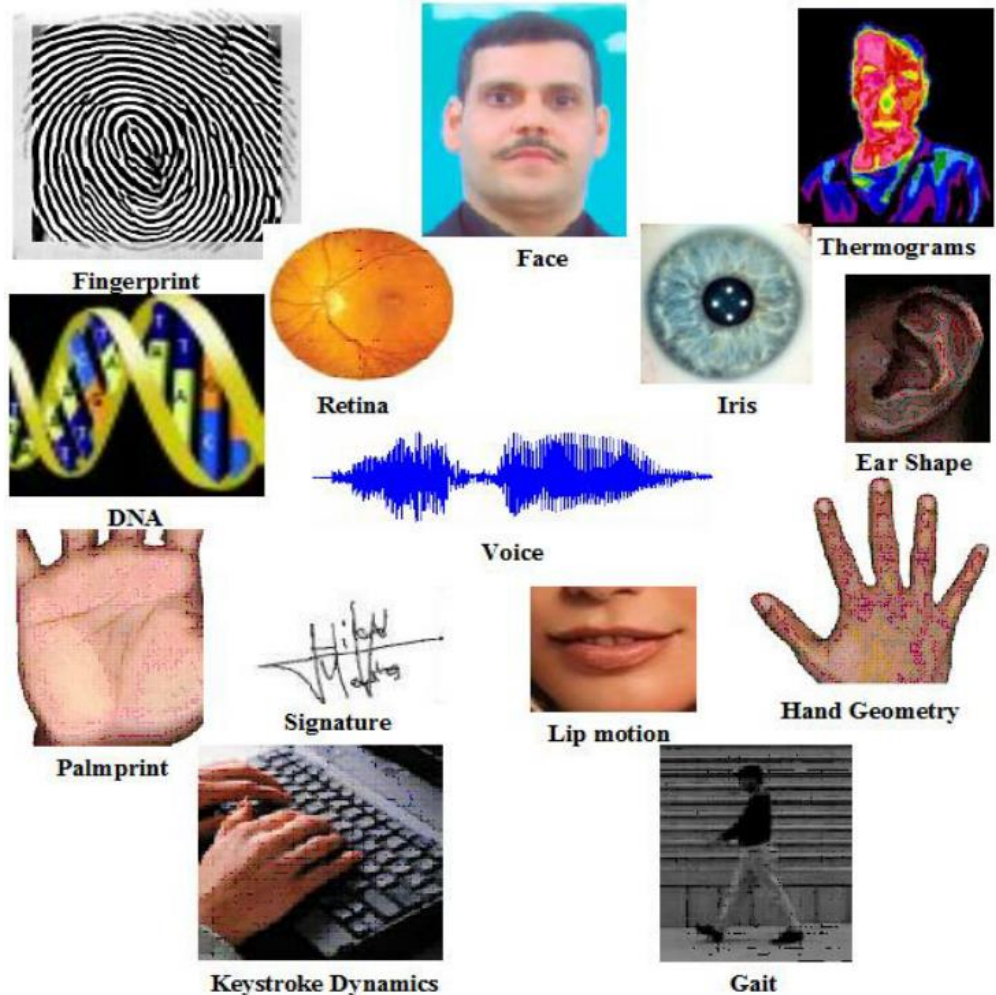 Fingerprint
Face
Thermograms
Retina
Iris
Ear Shape
DNA
Voice
Palmprint
Signature
Lip motion
Hand Geometry
Keystroke Dynamics
Gait